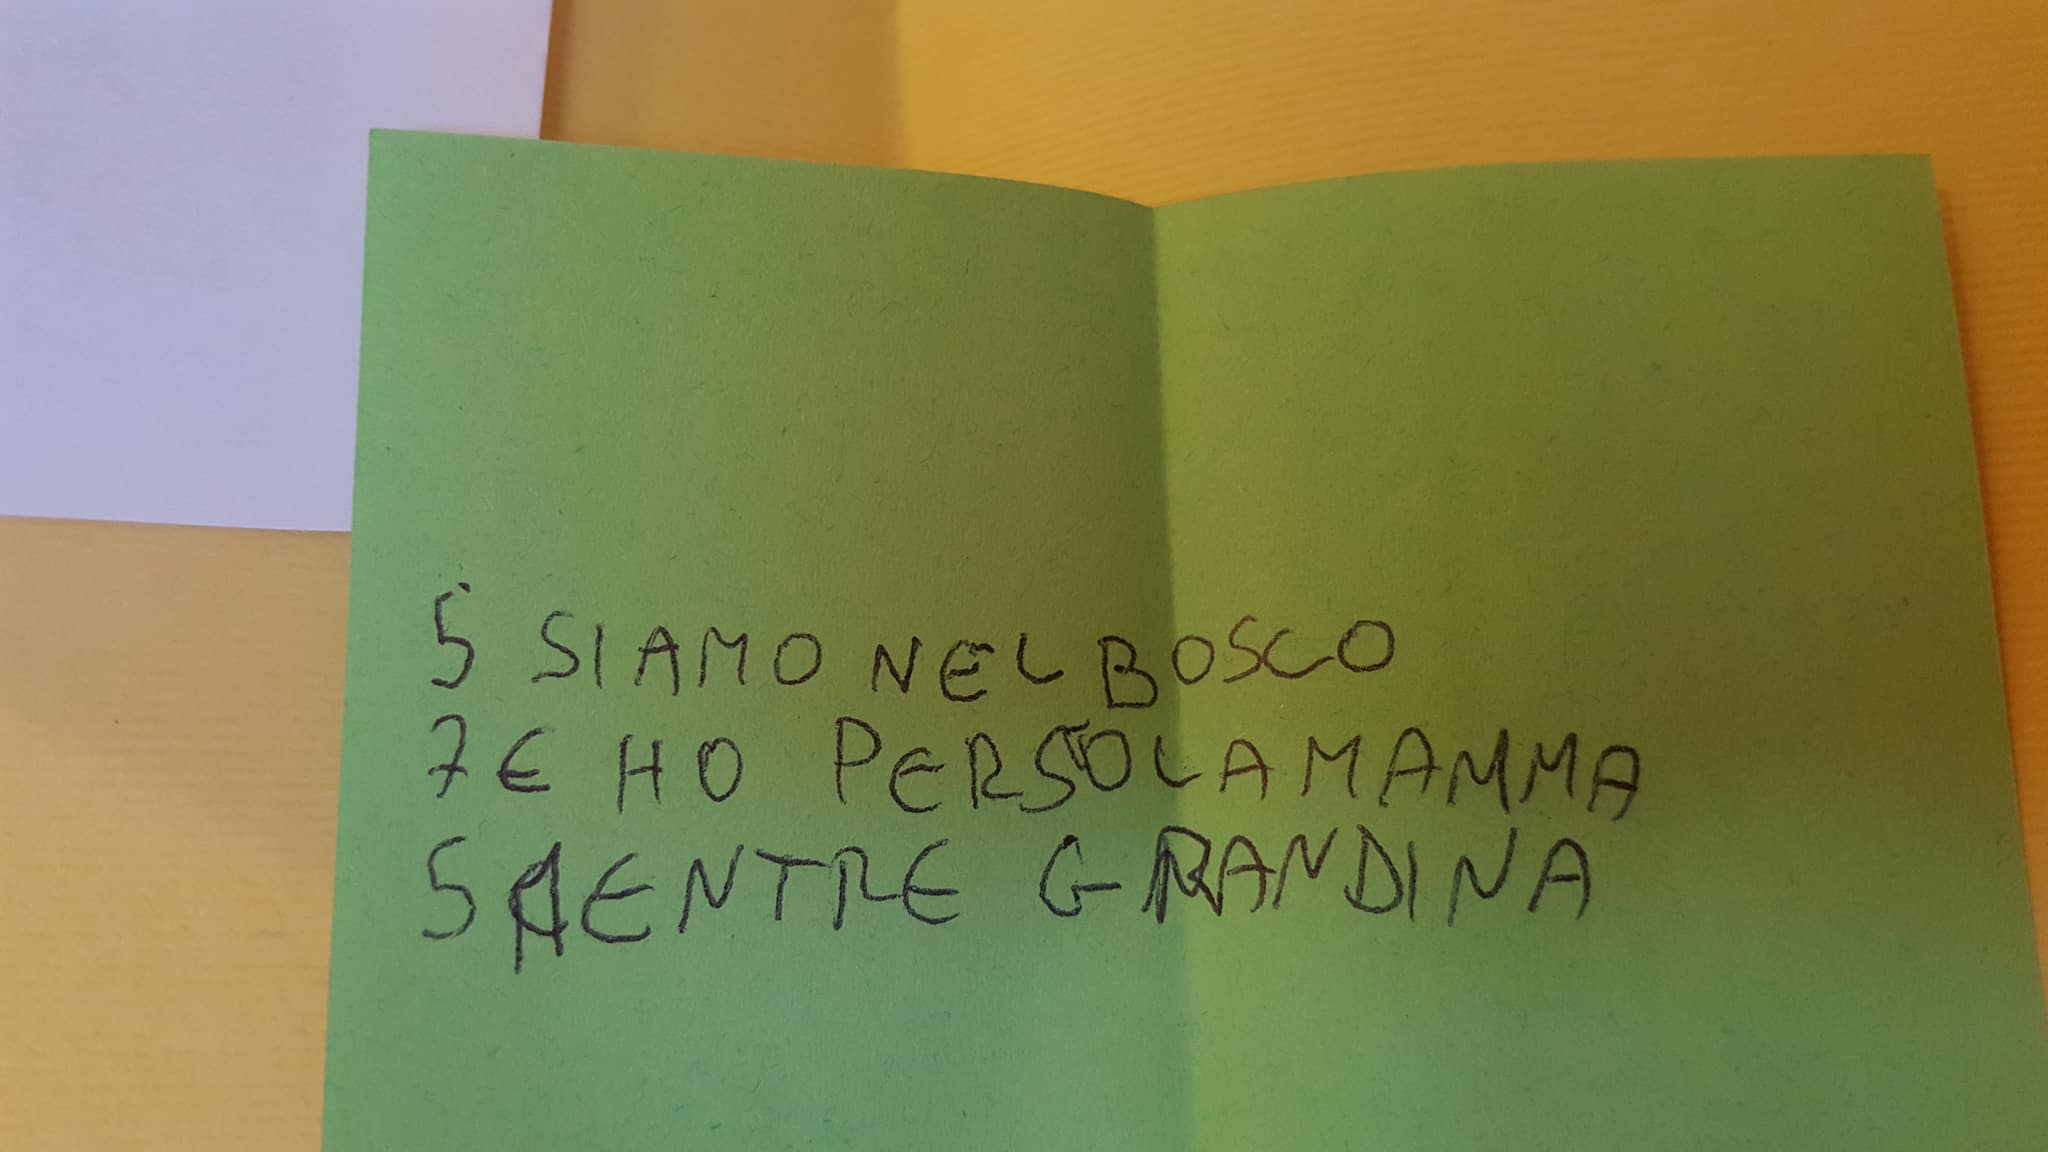 5 SIAMO NEL BOSCO
7 E HO PERSO LA MAMMA
5 MENTRE GRANDINA